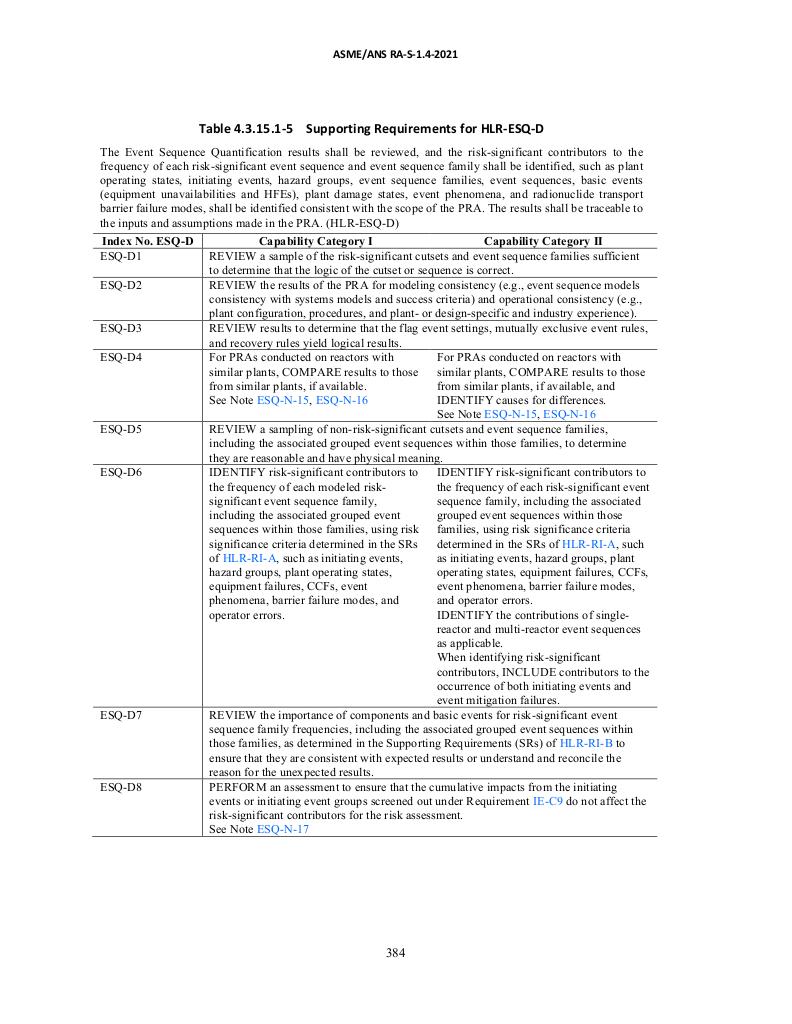 ASME/ANS RA-S-1.4-2021
Table 4.3.15.1-5 Supporting Requirements for HLR-ESQ-D
The Event Sequence Quantification results shall be reviewed, and the risk-significant contributors to the
frequency of each risk-significant event sequence and event sequence family shall be identified, such as plant
operating states, initiating events, hazard groups, event sequence families, event sequences, basic events
(equipment unavailabilities and HFEs), plant damage states, event phenomena, and radionuclide transport
barrier failure modes, shall be identified consistent with the scope of the PRA. The results shall be traceable to
the inputs and assumptions made in the PRA. (HLR-ESQ-D)
Index No. ESQ-D Capability Category I Capability Category II
ESQ-D1
REVIEW a sample of the risk-significant cutsets and event sequence families sufficient
to determine that the logic of the cutset or sequence is correct.
ESQ-D2
REVIEW the results of the PRA for modeling consistency (e.g., event sequence models
consistency with systems models and success criteria) and operational consistency (e.g.,
plant configuration, procedures, and plant- or design-specific and industry experience).
ESQ-D3
REVIEW results to determine that the flag event settings, mutually exclusive event rules,
and recovery rules yield logical results.
ESQ-D4
For PRAs conducted on reactors with
similar plants, COMPARE results to those
from similar plants, if available.
See Note ESQ-N-15, ESQ-N-16
For PRAs conducted on reactors with
similar plants, COMPARE results to those
from similar plants, if available, and
IDENTIFY causes for differences.
See Note ESQ-N-15, ESQ-N-16
ESQ-D5
REVIEW a sampling of non-risk-significant cutsets and event sequence families,
including the associated grouped event sequences within those families, to determine
they are reasonable and have physical meaning.
ESQ-D6
IDENTIFY risk-significant contributors to
the frequency of each modeled risk-
significant event sequence family,
including the associated grouped event
sequences within those families, using risk
significance criteria determined in the SRs
of HLR-RI-A, such as initiating events,
hazard groups, plant operating states,
equipment failures, CCFs, event
phenomena, barrier failure modes, and
operator errors.
IDENTIFY risk-significant contributors to
the frequency of each risk-significant event
sequence family, including the associated
grouped event sequences within those
families, using risk significance criteria
determined in the SRs of HLR-RI-A, such
as initiating events, hazard groups, plant
operating states, equipment failures, CCFs,
event phenomena, barrier failure modes,
and operator errors.
IDENTIFY the contributions of single-
reactor and multi-reactor event sequences
as applicable.
When identifying risk-significant
contributors, INCLUDE contributors to the
occurrence of both initiating events and
event mitigation failures.
ESQ-D7
REVIEW the importance of components and basic events for risk-significant event
sequence family frequencies, including the associated grouped event sequences within
those families, as determined in the Supporting Requirements (SRs) of HLR-RI-B to
ensure that they are consistent with expected results or understand and reconcile the
reason for the unexpected results.
ESQ-D8
PERFORM an assessment to ensure that the cumulative impacts from the initiating
events or initiating event groups screened out under Requirement IE-C9 do not affect the
risk-significant contributors for the risk assessment.
See Note ESQ-N-17
384